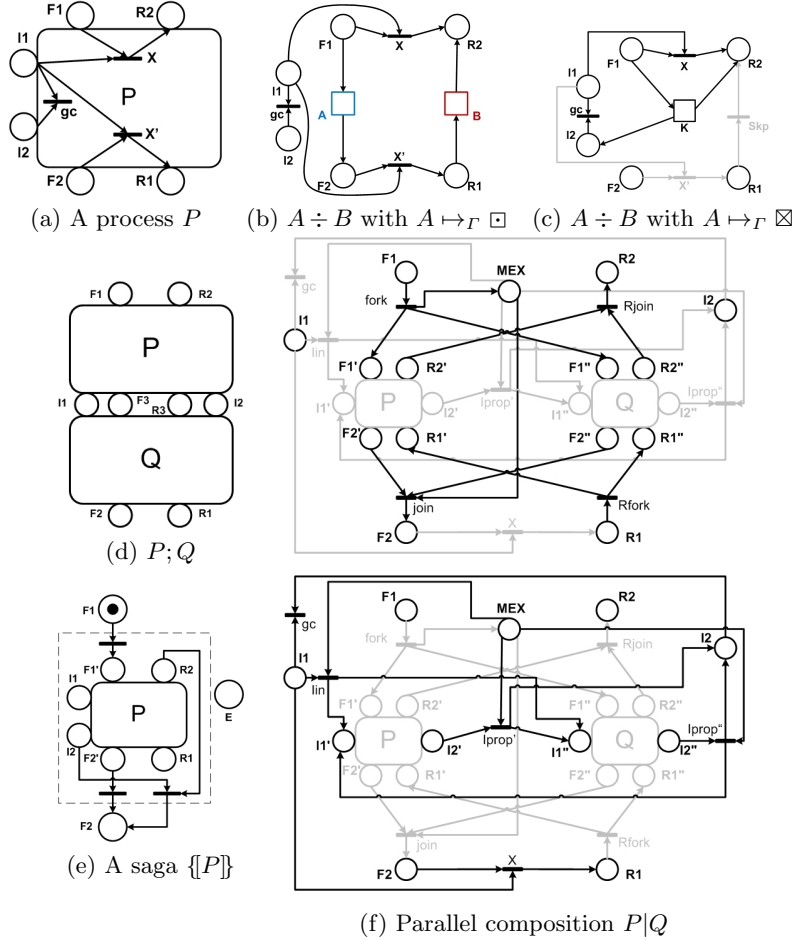 F1 R2
I1
X
P
gc
X'
I2
F2 R1
(a) A process P
F1 R2
X
I1
gc
A B
I2
X'
F2 R1
(b) A ÷ B with A ↦Γ ⊡
F1 R2
X
I1
gc
K
I2
Skp
X'
F2 R1
(c) A ÷ B with A ↦Γ ⊠
F1 R2
P
I1 F3 R3 I2
Q
F2 R1
(d) P; Q
F1 MEX R2
gc
fork Rjoin I2
I1
Iin
F1' R2' F1" R2"
P Q
I1' I2' Iprop' I1" I2" Iprop"
F2' R1' F2" R1"
join Rfork
X
F2 R1
F1
F1' R2
I1
P
E
I2
F2' R1
F2
(e) A saga {[P]}
F1 MEX R2
gc
fork Rjoin I2
I1
Iin
F1' R2' F1" R2"
P Q
I1' I2' Iprop' I1" I2" Iprop"
F2' R1' F2" R1"
join Rfork
X
F2 R1
(f) Parallel composition P|Q